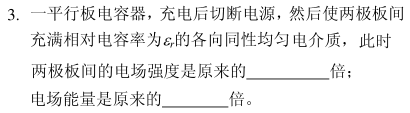 3. 一平行板电容器，充电后切断电源，然后使两极板间
充满相对电容率为εr的各向同性均匀电介质，此时
两极板间的电场强度是原来的__________倍；
电场能量是原来的________倍。